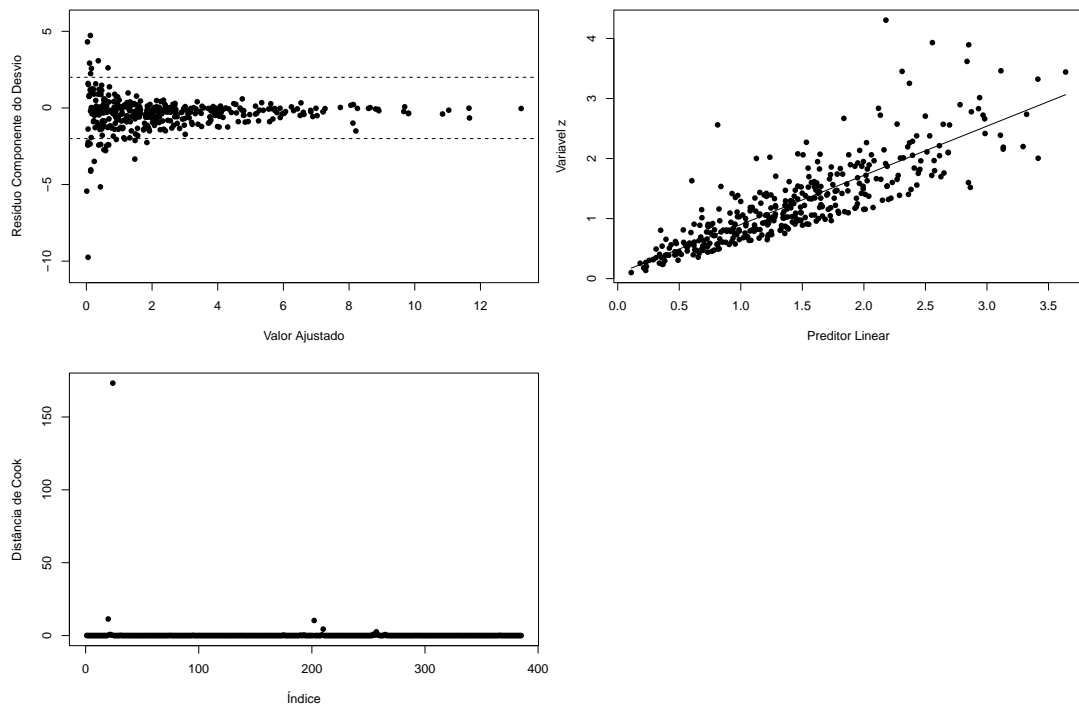 5
0
−5
−10
Resíduo Componente do Desvio
0 2 4 6 8 10 12
Valor Ajustado
4
3
2
1
0
Variavel z
0.0 0.5 1.0 1.5 2.0 2.5 3.0 3.5
Preditor Linear
150
100
50
0
Distância de Cook
0 100 200 300 400
Índice